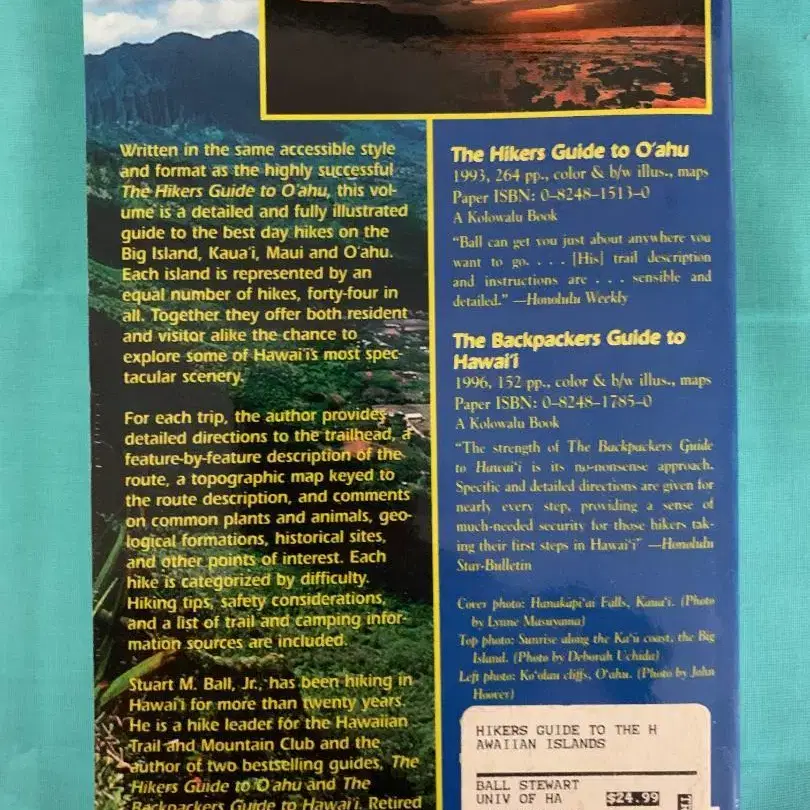 Written in the same accessible style
and format as the highly successful
The Hikers Guide to O'ahu, this vol-
ume is a detailed and fully illustrated
guide to the best day hikes on the
Big Island, Kaua'i, Maui and O'ahu.
Each island is represented by an
equal number of hikes, forty-four in
all. Together they offer both resident
and visitor alike the chance to
explore some of Hawai'i's most spec-
tacular scenery.
For each trip, the author provides
detailed directions to the trailhead, a
feature-by-feature description of the
route, a topographic map keyed to
the route description, and comments
on common plants and animals, geo-
logical formations, historical sites,
and other points of interest. Each
hike is categorized by difficulty.
Hiking tips, safety considerations,
and a list of trail and camping infor-
mation sources are included.
Stuart M. Ball, Jr., has been hiking in
Hawai'i for more than twenty years.
He is a hike leader for the Hawaiian
Trail and Mountain Club and the
author of two bestselling guides, The
Hikers Guide to O'ahu and The
Backpackers Guide to Hawai'i. Retired
The Hikers Guide to O'ahu
1993, 264 pp., color & b/w illus., maps
Paper ISBN: 0-8248-1513-0
A Kolowalu Book
"Ball can get you just about anywhere you
want to go. . . . [His] trail description
and instructions are . . . sensible and
detailed." —Honolulu Weekly
The Backpackers Guide to
Hawai'i
1996, 152 pp., color & b/w illus., maps
Paper ISBN: 0-8248-1785-0
A Kolowalu Book
"The strength of The Backpackers Guide
to Hawai'i is its no-nonsense approach.
Specific and detailed directions are given for
nearly every step, providing a sense of
much-needed security for those hikers tak-
ing their first steps in Hawai'i" —Honolulu
Star-Bulletin
Cover photo: Hanakāpī'ai Falls, Kaua'i. (Photo
by Lynne Masuyama)
Top photo: Sunrise along the Ka'ū coast, the Big
Island. (Photo by Deborah Uchida)
Left photo: Ko'olau cliffs, O'ahu. (Photo by John
Hoover)
HIKERS GUIDE TO THE H
AWAIIAN ISLANDS
BALL STEWART
UNIV OF HA $24.99